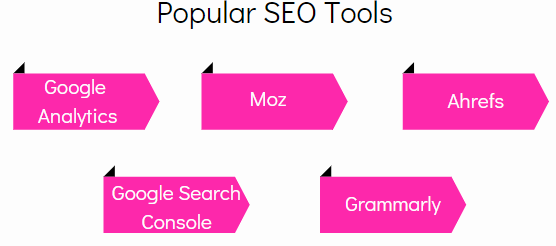 Popular SEO Tools
Google
Analytics
Moz
Ahrefs
Google Search
Console
Grammarly